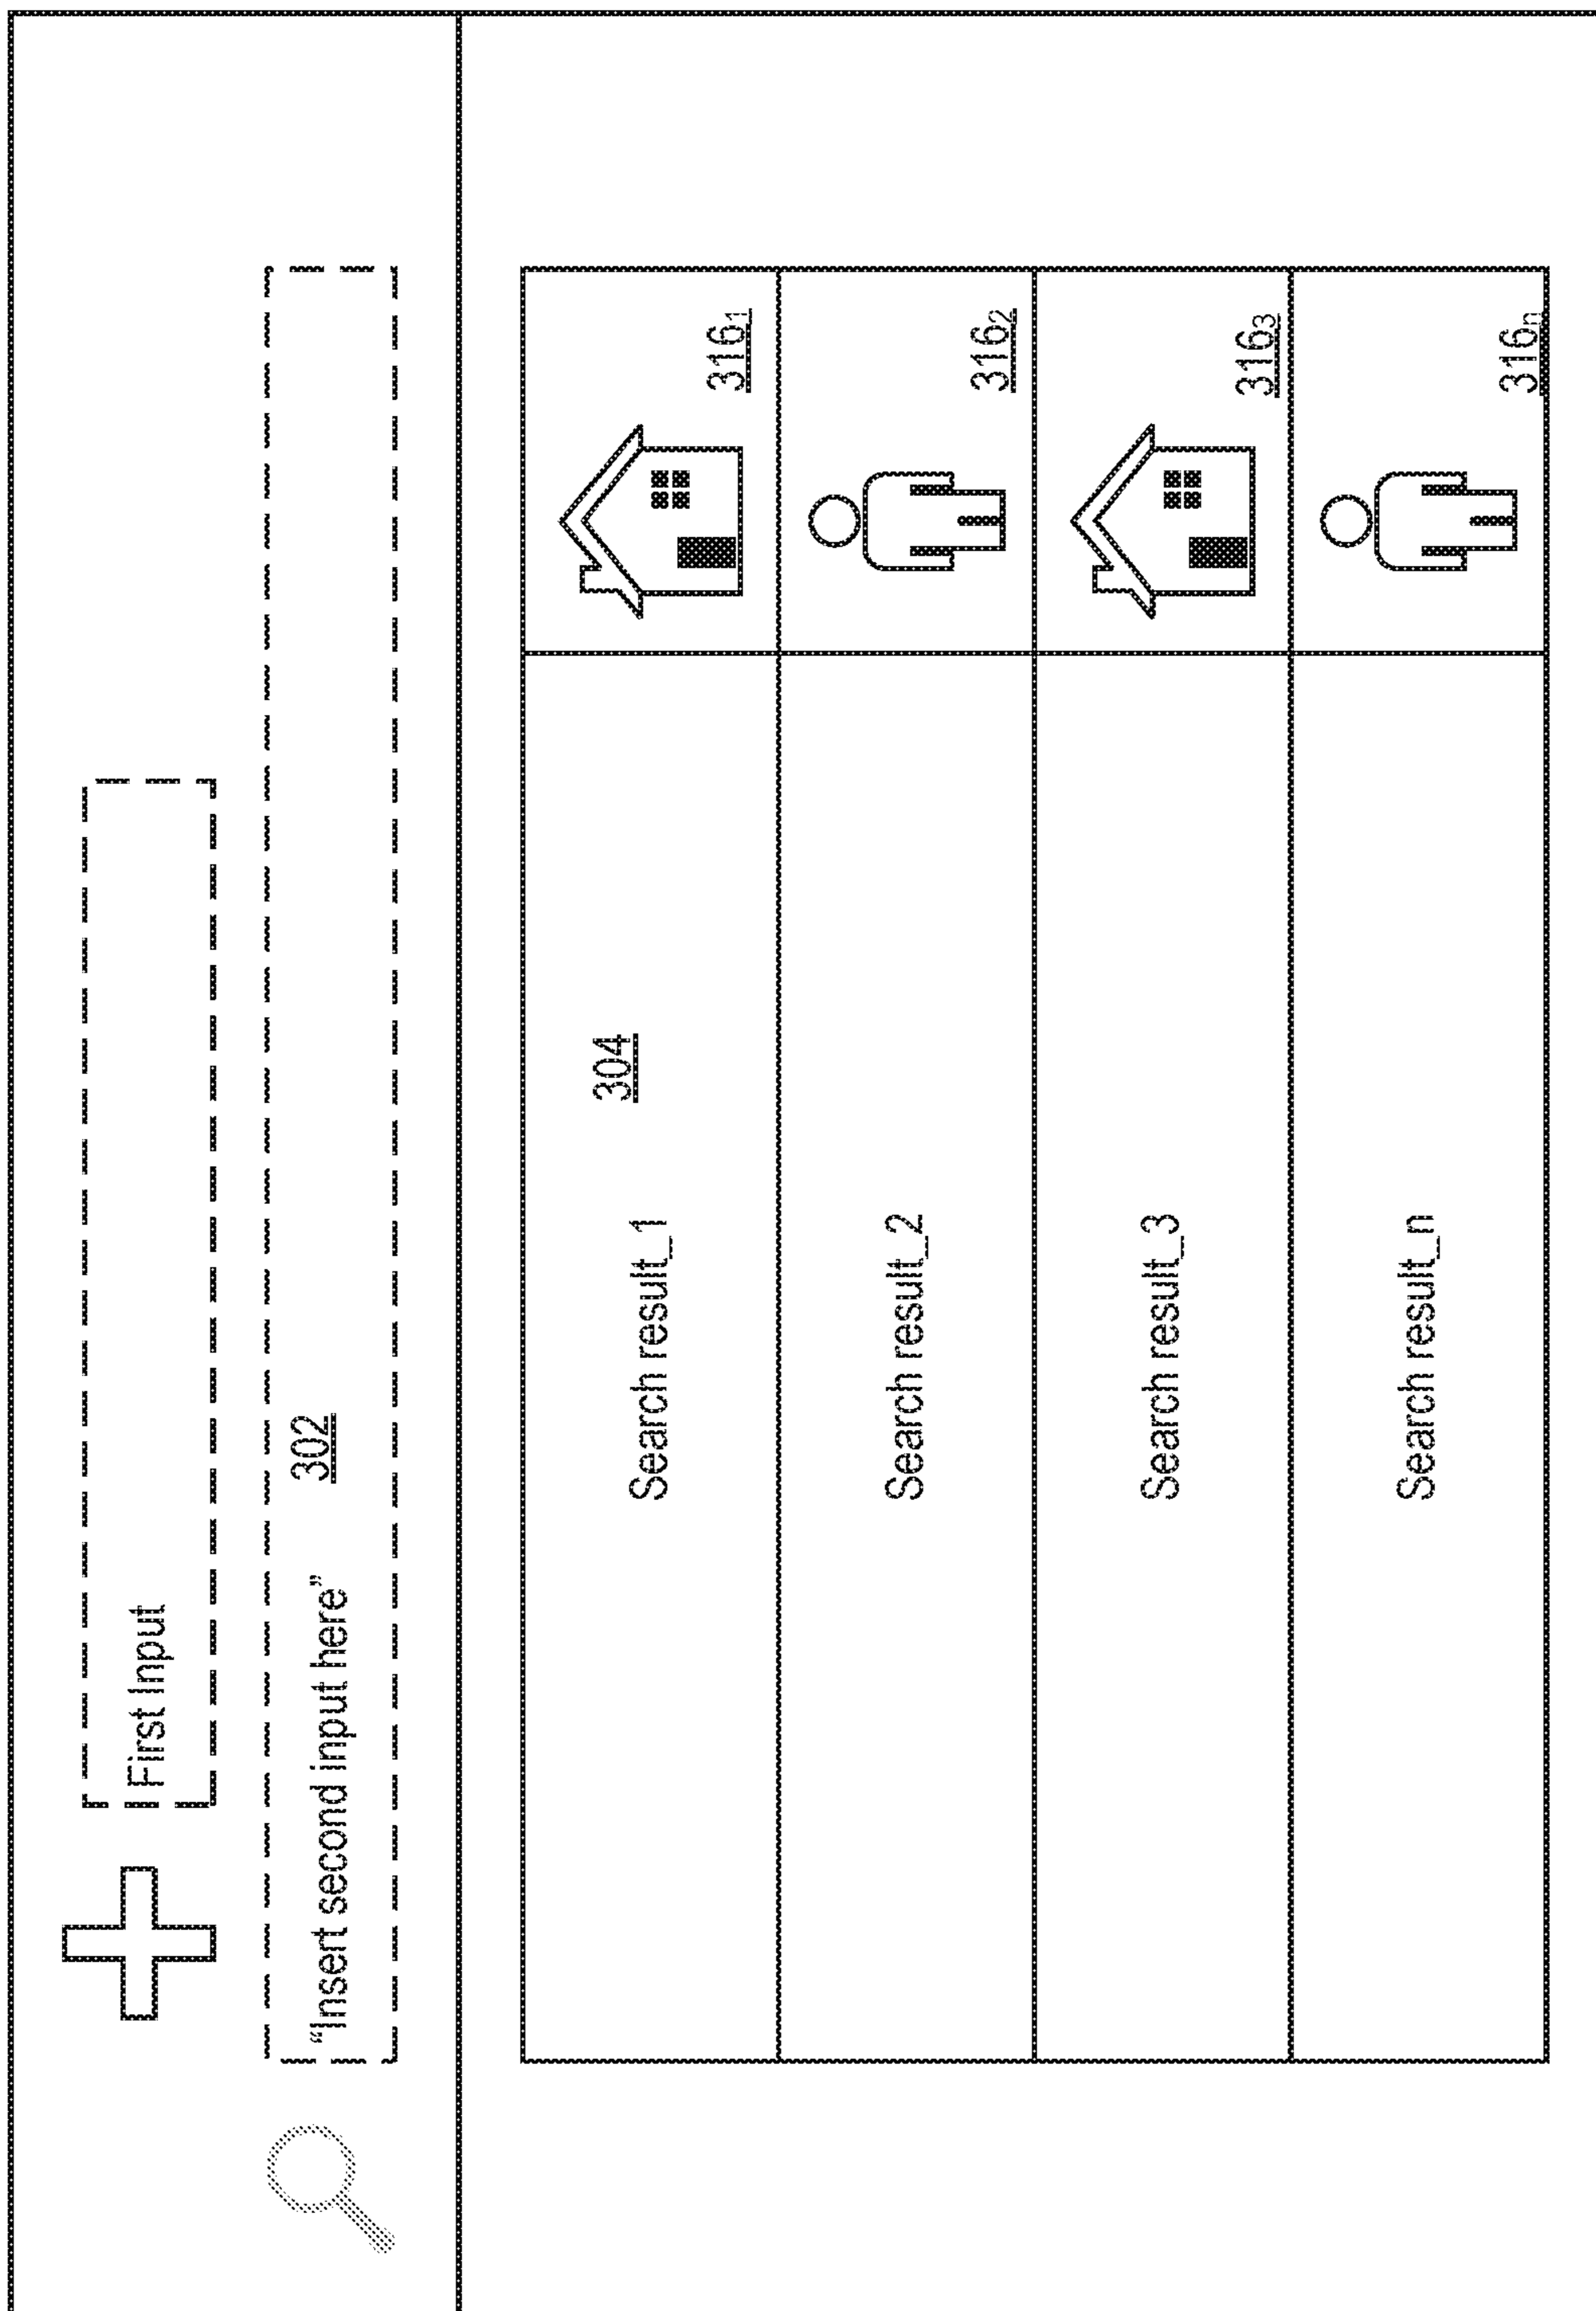 First Input
"Insert second input here" 302
304
Search result_1
316₁
Search result_2
316₂
Search result_3
316₃
Search result_n
316ₙ